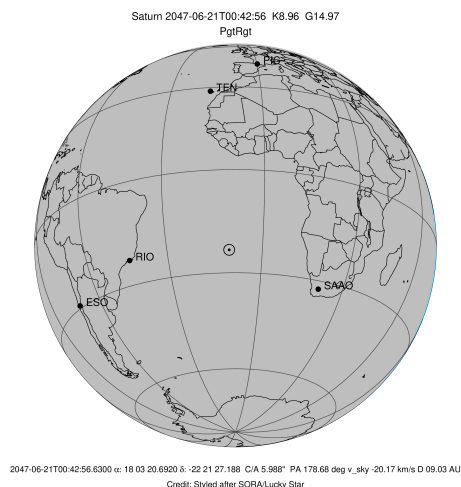 Saturn 2047-06-21T00:42:56 K8.96 G14.97
PgtRgt
PIC
TEN
RIO
SAAO
ESO
2047-06-21T00:42:56.6300 α: 18 03 20.6920 δ: -22 21 27.188 C/A 5.988" PA 178.68 deg v_sky -20.17 km/s D 09.03 AU
Credit: Styled after SORA/Lucky Star